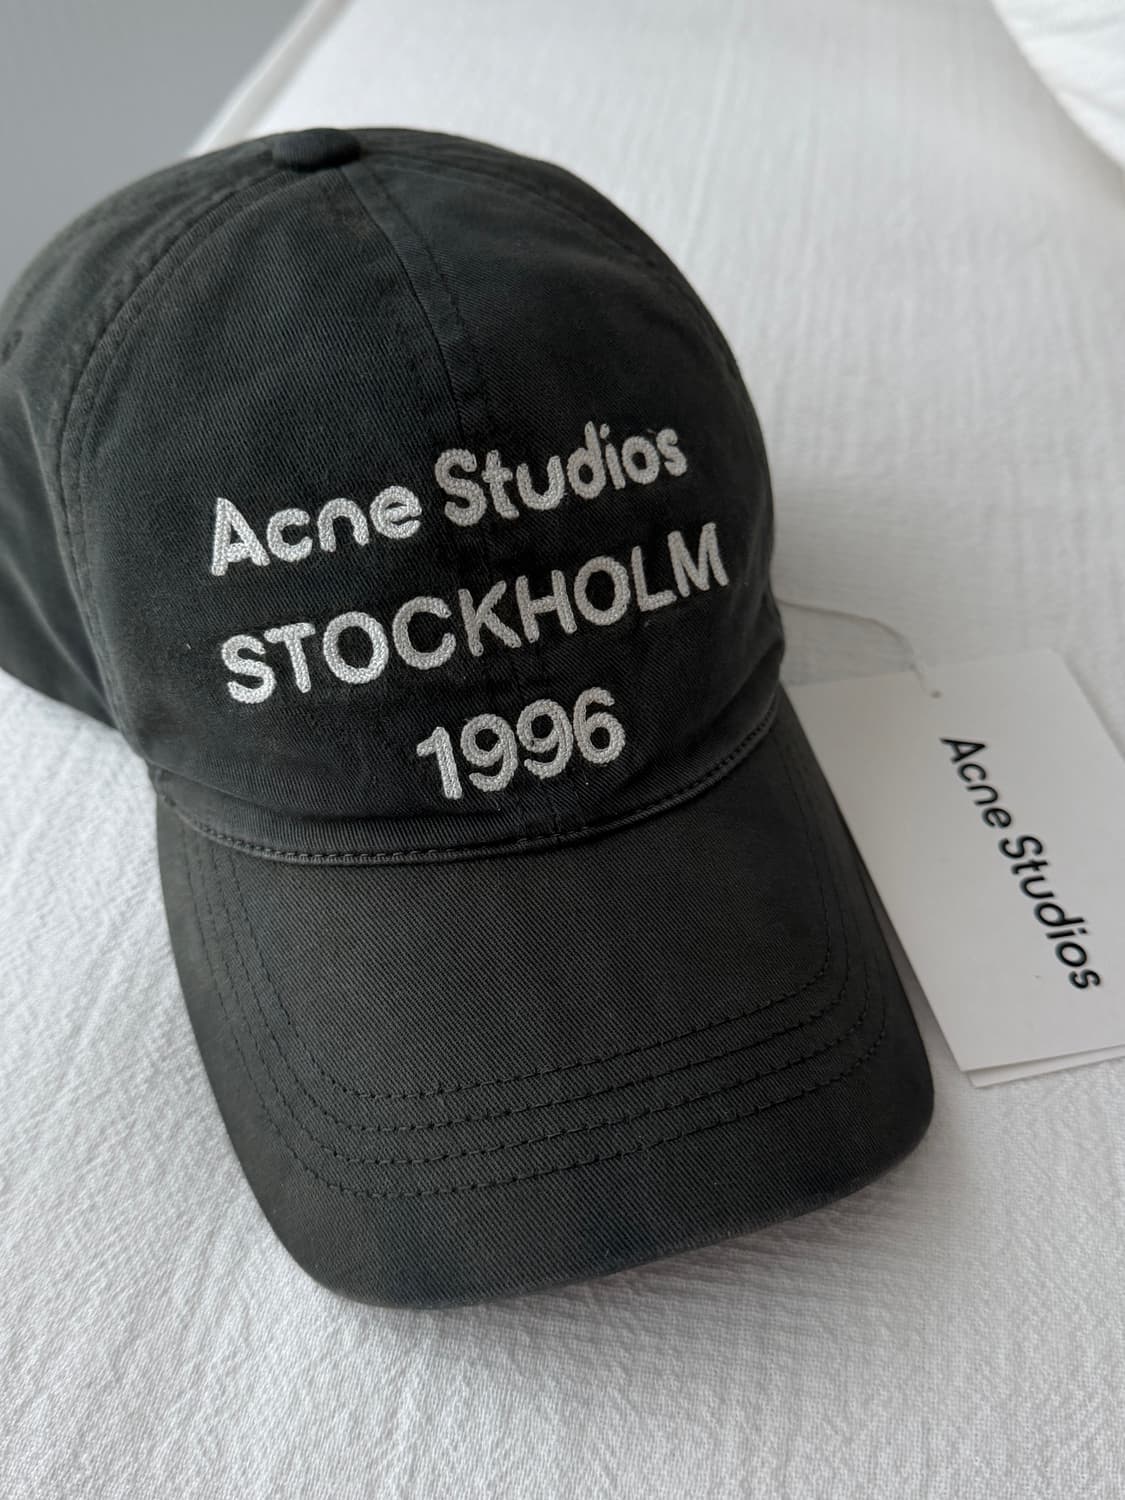 Acne Studios
STOCKHOLM
1996
Acne Studios